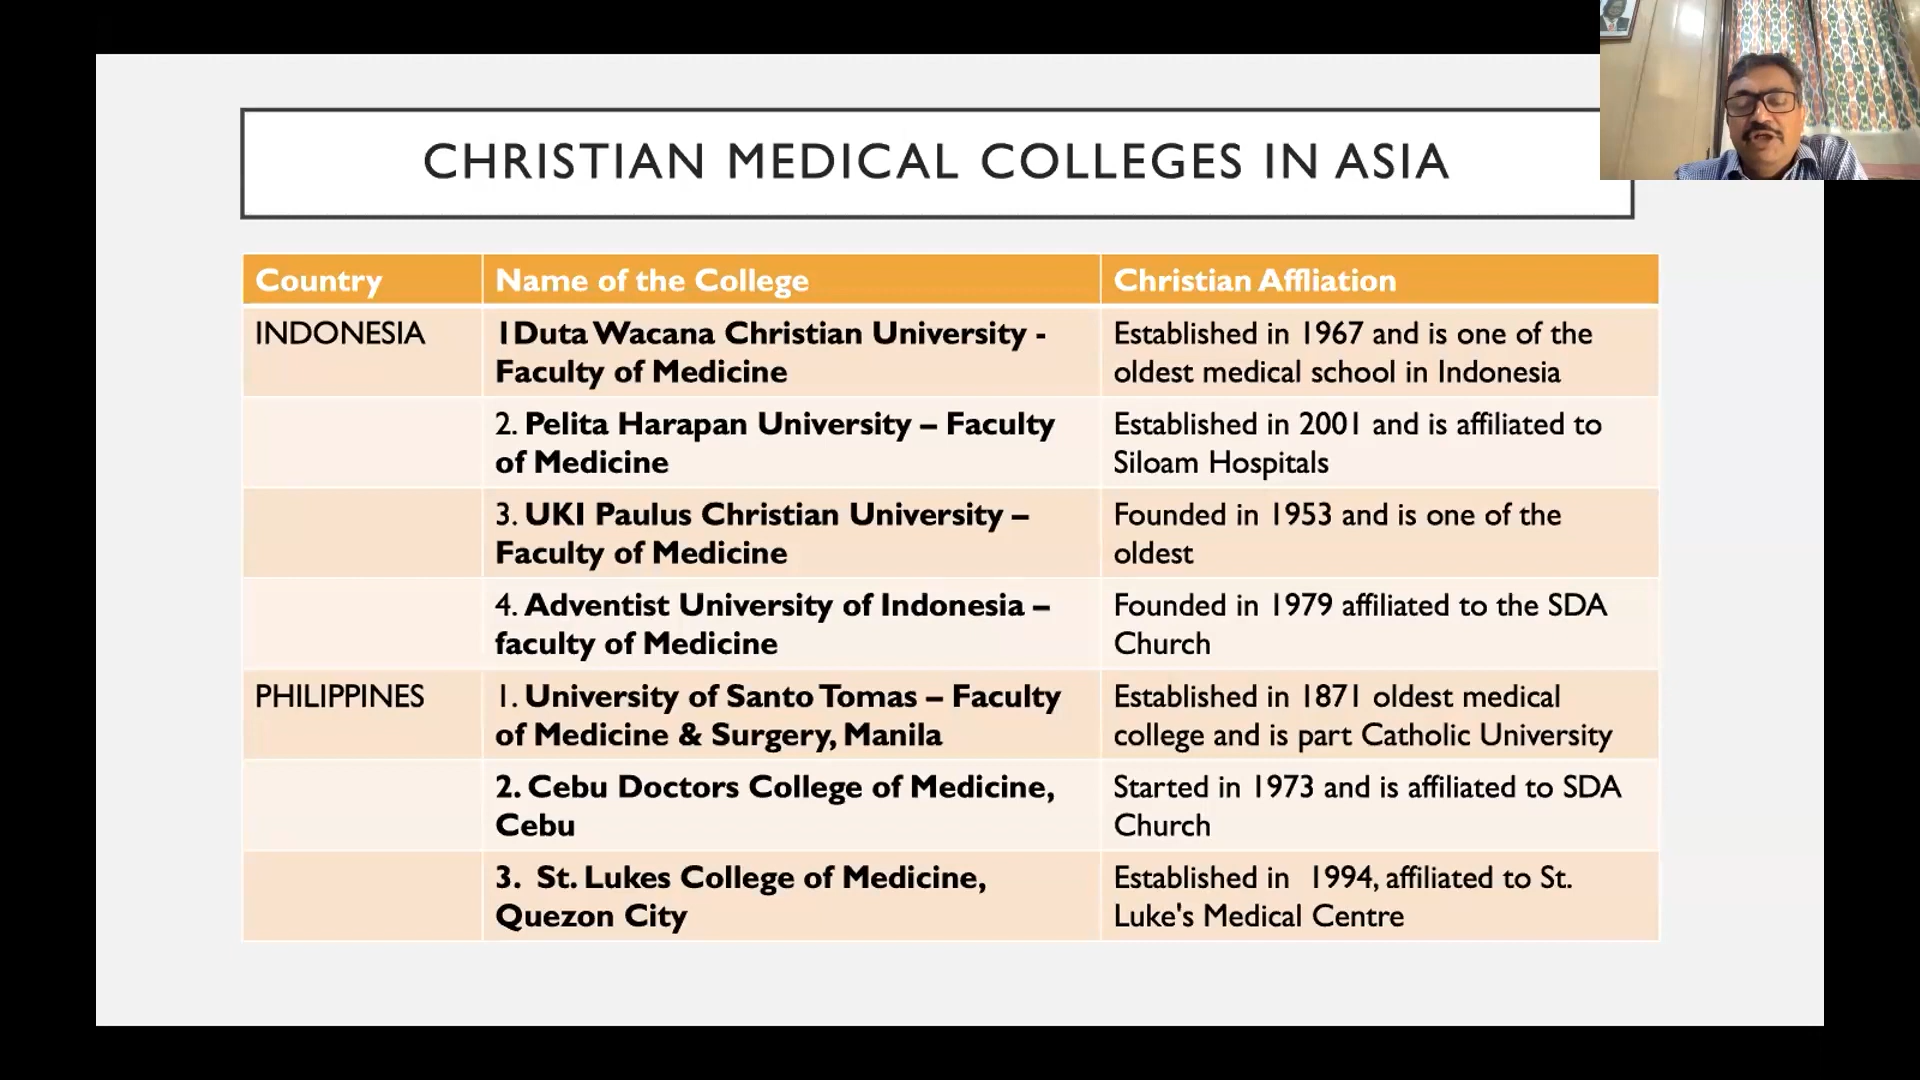 CHRISTIAN MEDICAL COLLEGES IN ASIA
Country
Name of the College
Christian Affliation
INDONESIA
1Duta Wacana Christian University -
Faculty of Medicine
Established in 1967 and is one of the
oldest medical school in Indonesia
2. Pelita Harapan University – Faculty
of Medicine
Established in 2001 and is affiliated to
Siloam Hospitals
3. UKI Paulus Christian University –
Faculty of Medicine
Founded in 1953 and is one of the
oldest
4. Adventist University of Indonesia –
faculty of Medicine
Founded in 1979 affiliated to the SDA
Church
PHILIPPINES
1. University of Santo Tomas – Faculty
of Medicine & Surgery, Manila
Established in 1871 oldest medical
college and is part Catholic University
2. Cebu Doctors College of Medicine,
Cebu
Started in 1973 and is affiliated to SDA
Church
3. St. Lukes College of Medicine,
Quezon City
Established in 1994, affiliated to St.
Luke's Medical Centre